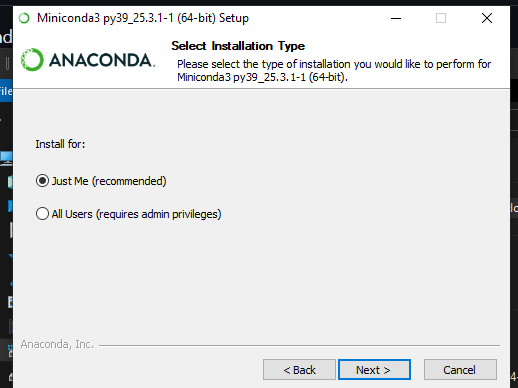 Miniconda3 py39_25.3.1-1 (64-bit) Setup
ANACONDA.
Select Installation Type
Please select the type of installation you would like to perform for
Miniconda3 py39_25.3.1-1 (64-bit).
Install for:
Just Me (recommended)
All Users (requires admin privileges)
Anaconda, Inc.
< Back
Next >
Cancel